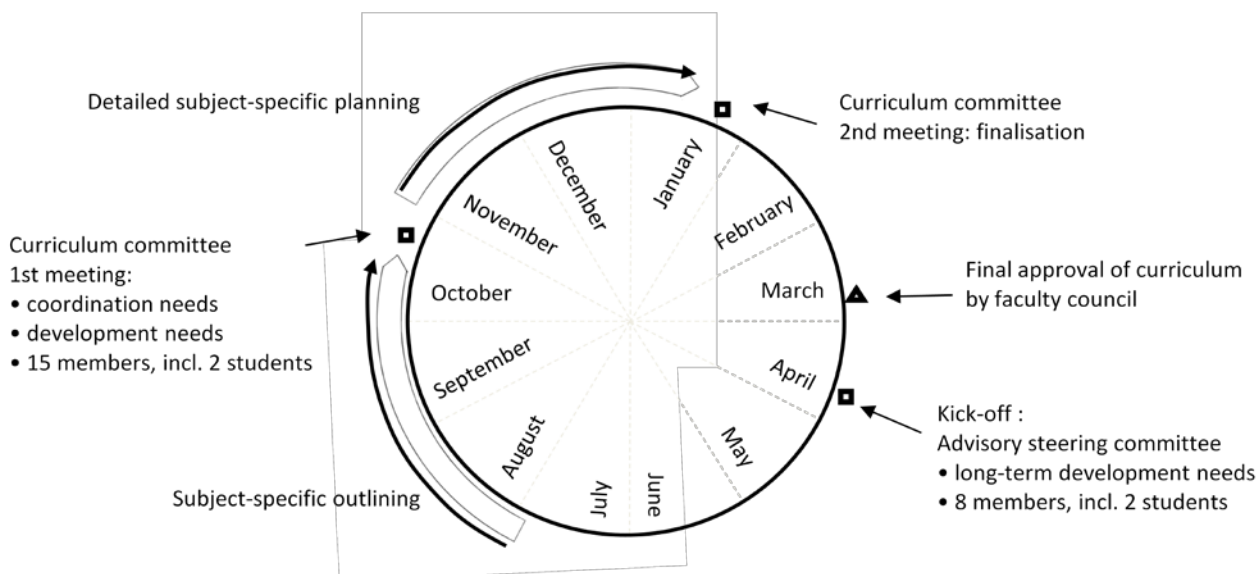 Detailed subject-specific planning
Curriculum committee
2nd meeting: finalisation
January
December
February
November
Curriculum committee
1st meeting:
• coordination needs
• development needs
• 15 members, incl. 2 students
October
March
Final approval of curriculum
by faculty council
September
April
August
May
July
June
Kick-off :
Advisory steering committee
• long-term development needs
• 8 members, incl. 2 students
Subject-specific outlining